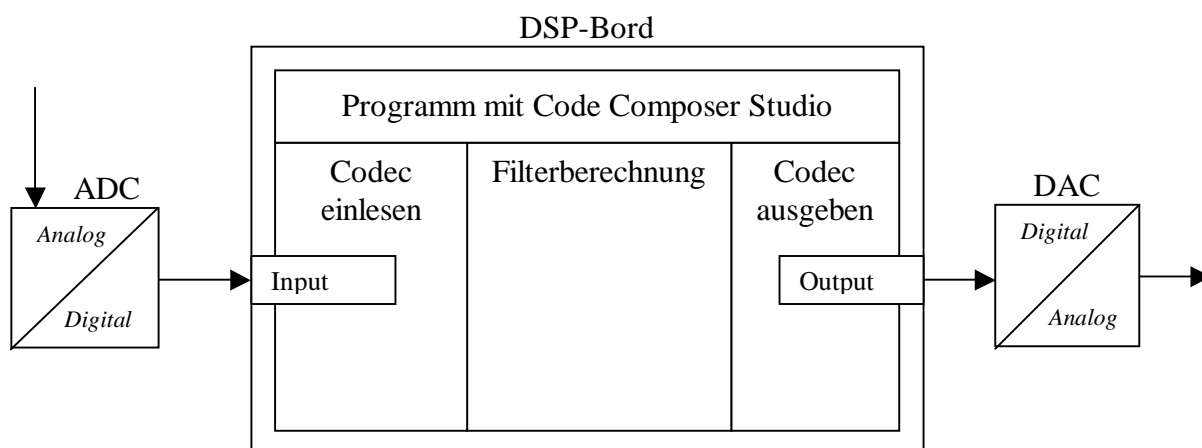 DSP-Bord
Programm mit Code Composer Studio
ADC
Analog
Digital
Codec
einlesen
Input
Filterberechnung
Codec
ausgeben
Output
DAC
Digital
Analog